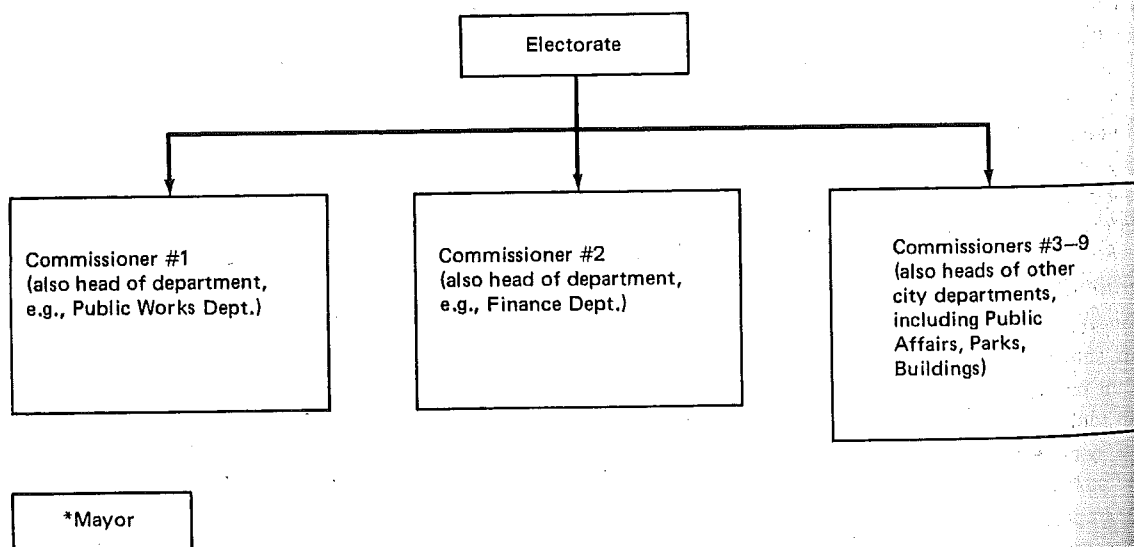 Electorate
Commissioner #1
(also head of department,
e.g., Public Works Dept.)
Commissioner #2
(also head of department,
e.g., Finance Dept.)
Commissioners #3–9
(also heads of other
city departments,
including Public
Affairs, Parks,
Buildings)
*Mayor